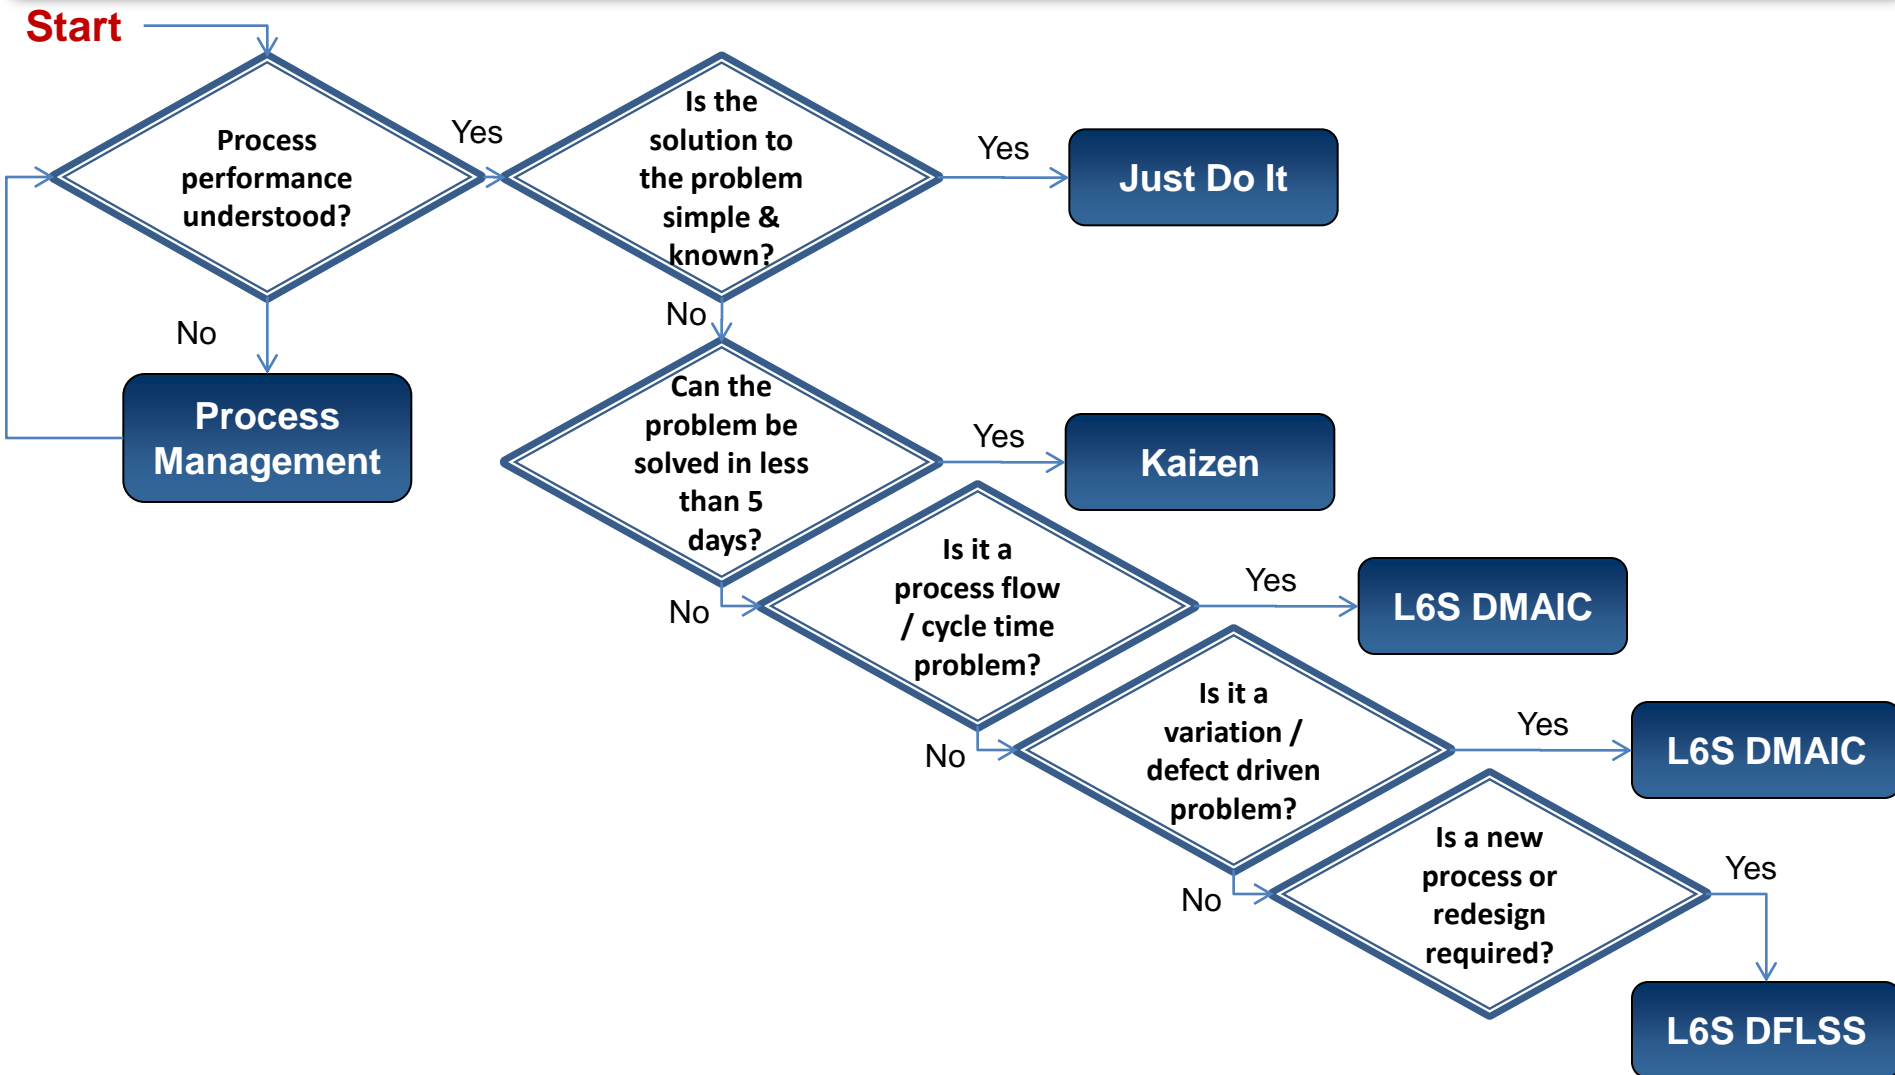 Start
Process
performance
understood?
Yes
Is the
solution to
the problem
simple &
known?
Yes
Just Do It
No
Process
Management
No
Can the
problem be
solved in less
than 5
days?
Yes
Kaizen
No
Is it a
process flow
/ cycle time
problem?
Yes
L6S DMAIC
No
Is it a
variation /
defect driven
problem?
Yes
L6S DMAIC
No
Is a new
process or
redesign
required?
Yes
L6S DFLSS